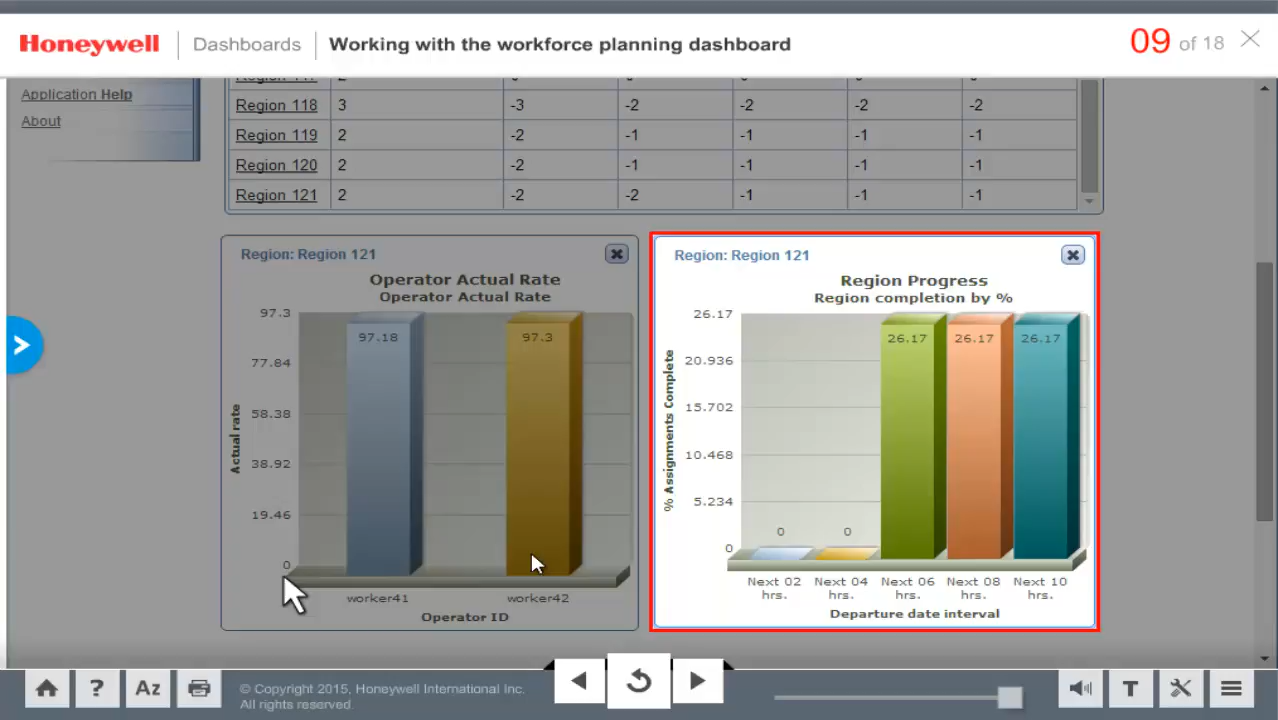 Honeywell
Dashboards
Working with the workforce planning dashboard
09 of 18
Application Help
About
Region 118 3 -3 -2 -2 -2 -2
Region 119 2 -2 -1 -1 -1 -1
Region 120 2 -2 -1 -1 -1 -1
Region 121 2 -2 -2 -1 -1 -1
Region: Region 121
Operator Actual Rate
Operator Actual Rate
97.3
77.84
58.38
38.92
19.46
0
Actual rate
97.18
97.3
worker41 worker42
Operator ID
Region: Region 121
Region Progress
Region completion by %
26.17
20.936
15.702
10.468
5.234
0
% Assignments Complete
0 0 26.17 26.17 26.17
Next 02 Next 04 Next 06 Next 08 Next 10
hrs. hrs. hrs. hrs. hrs.
Departure date interval
? Az
© Copyright 2015, Honeywell International Inc.
All rights reserved.
T